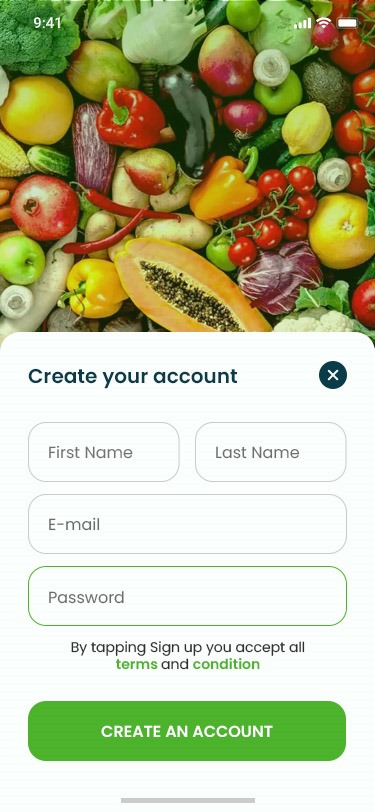 9:41
Create your account
First Name
Last Name
E-mail
Password
By tapping Sign up you accept all
terms and condition
CREATE AN ACCOUNT